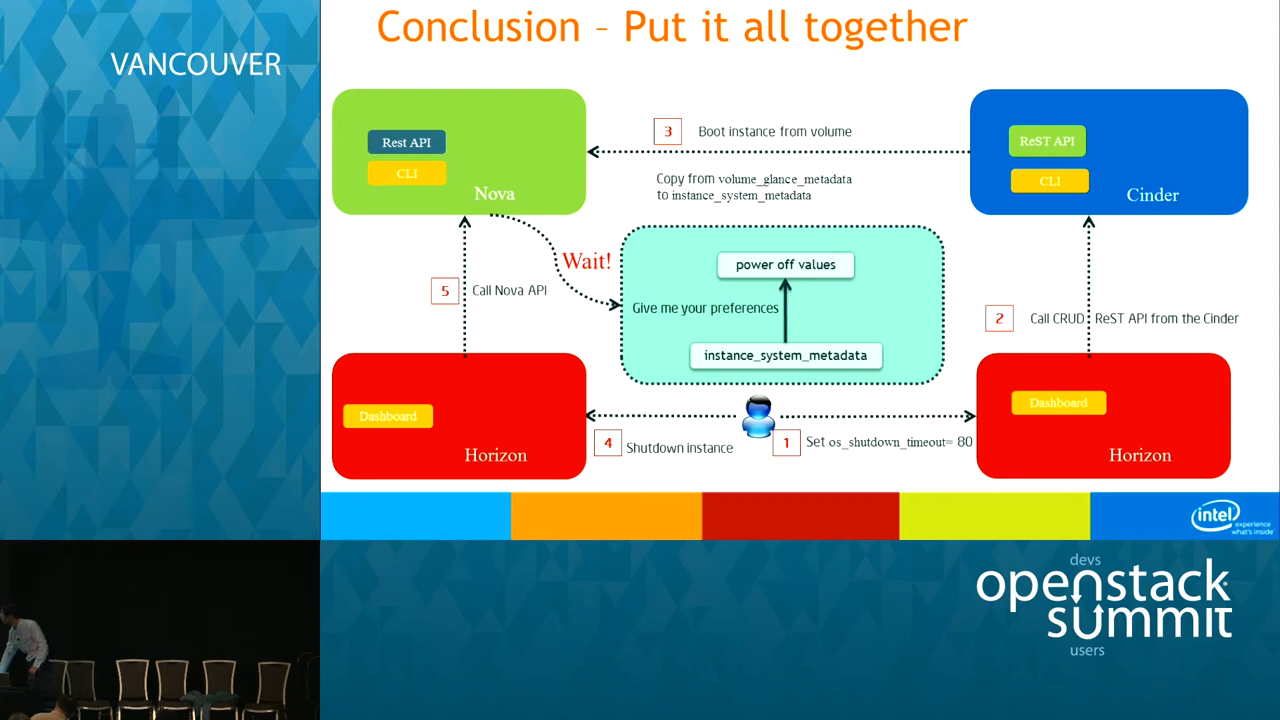 Conclusion – Put it all together
VANCOUVER
Rest API
CLI
Nova
3
Boot instance from volume
Copy from volume_glance_metadata
to instance_system_metadata
ReST API
CLI
Cinder
Wait!
power off values
Give me your preferences
instance_system_metadata
5
Call Nova API
2
Call CRUD ReST API from the Cinder
Dashboard
Horizon
4
Shutdown instance
1
Set os_shutdown_timeout= 80
Dashboard
Horizon
intel
experience
what's inside
devs
openstack
summit
users